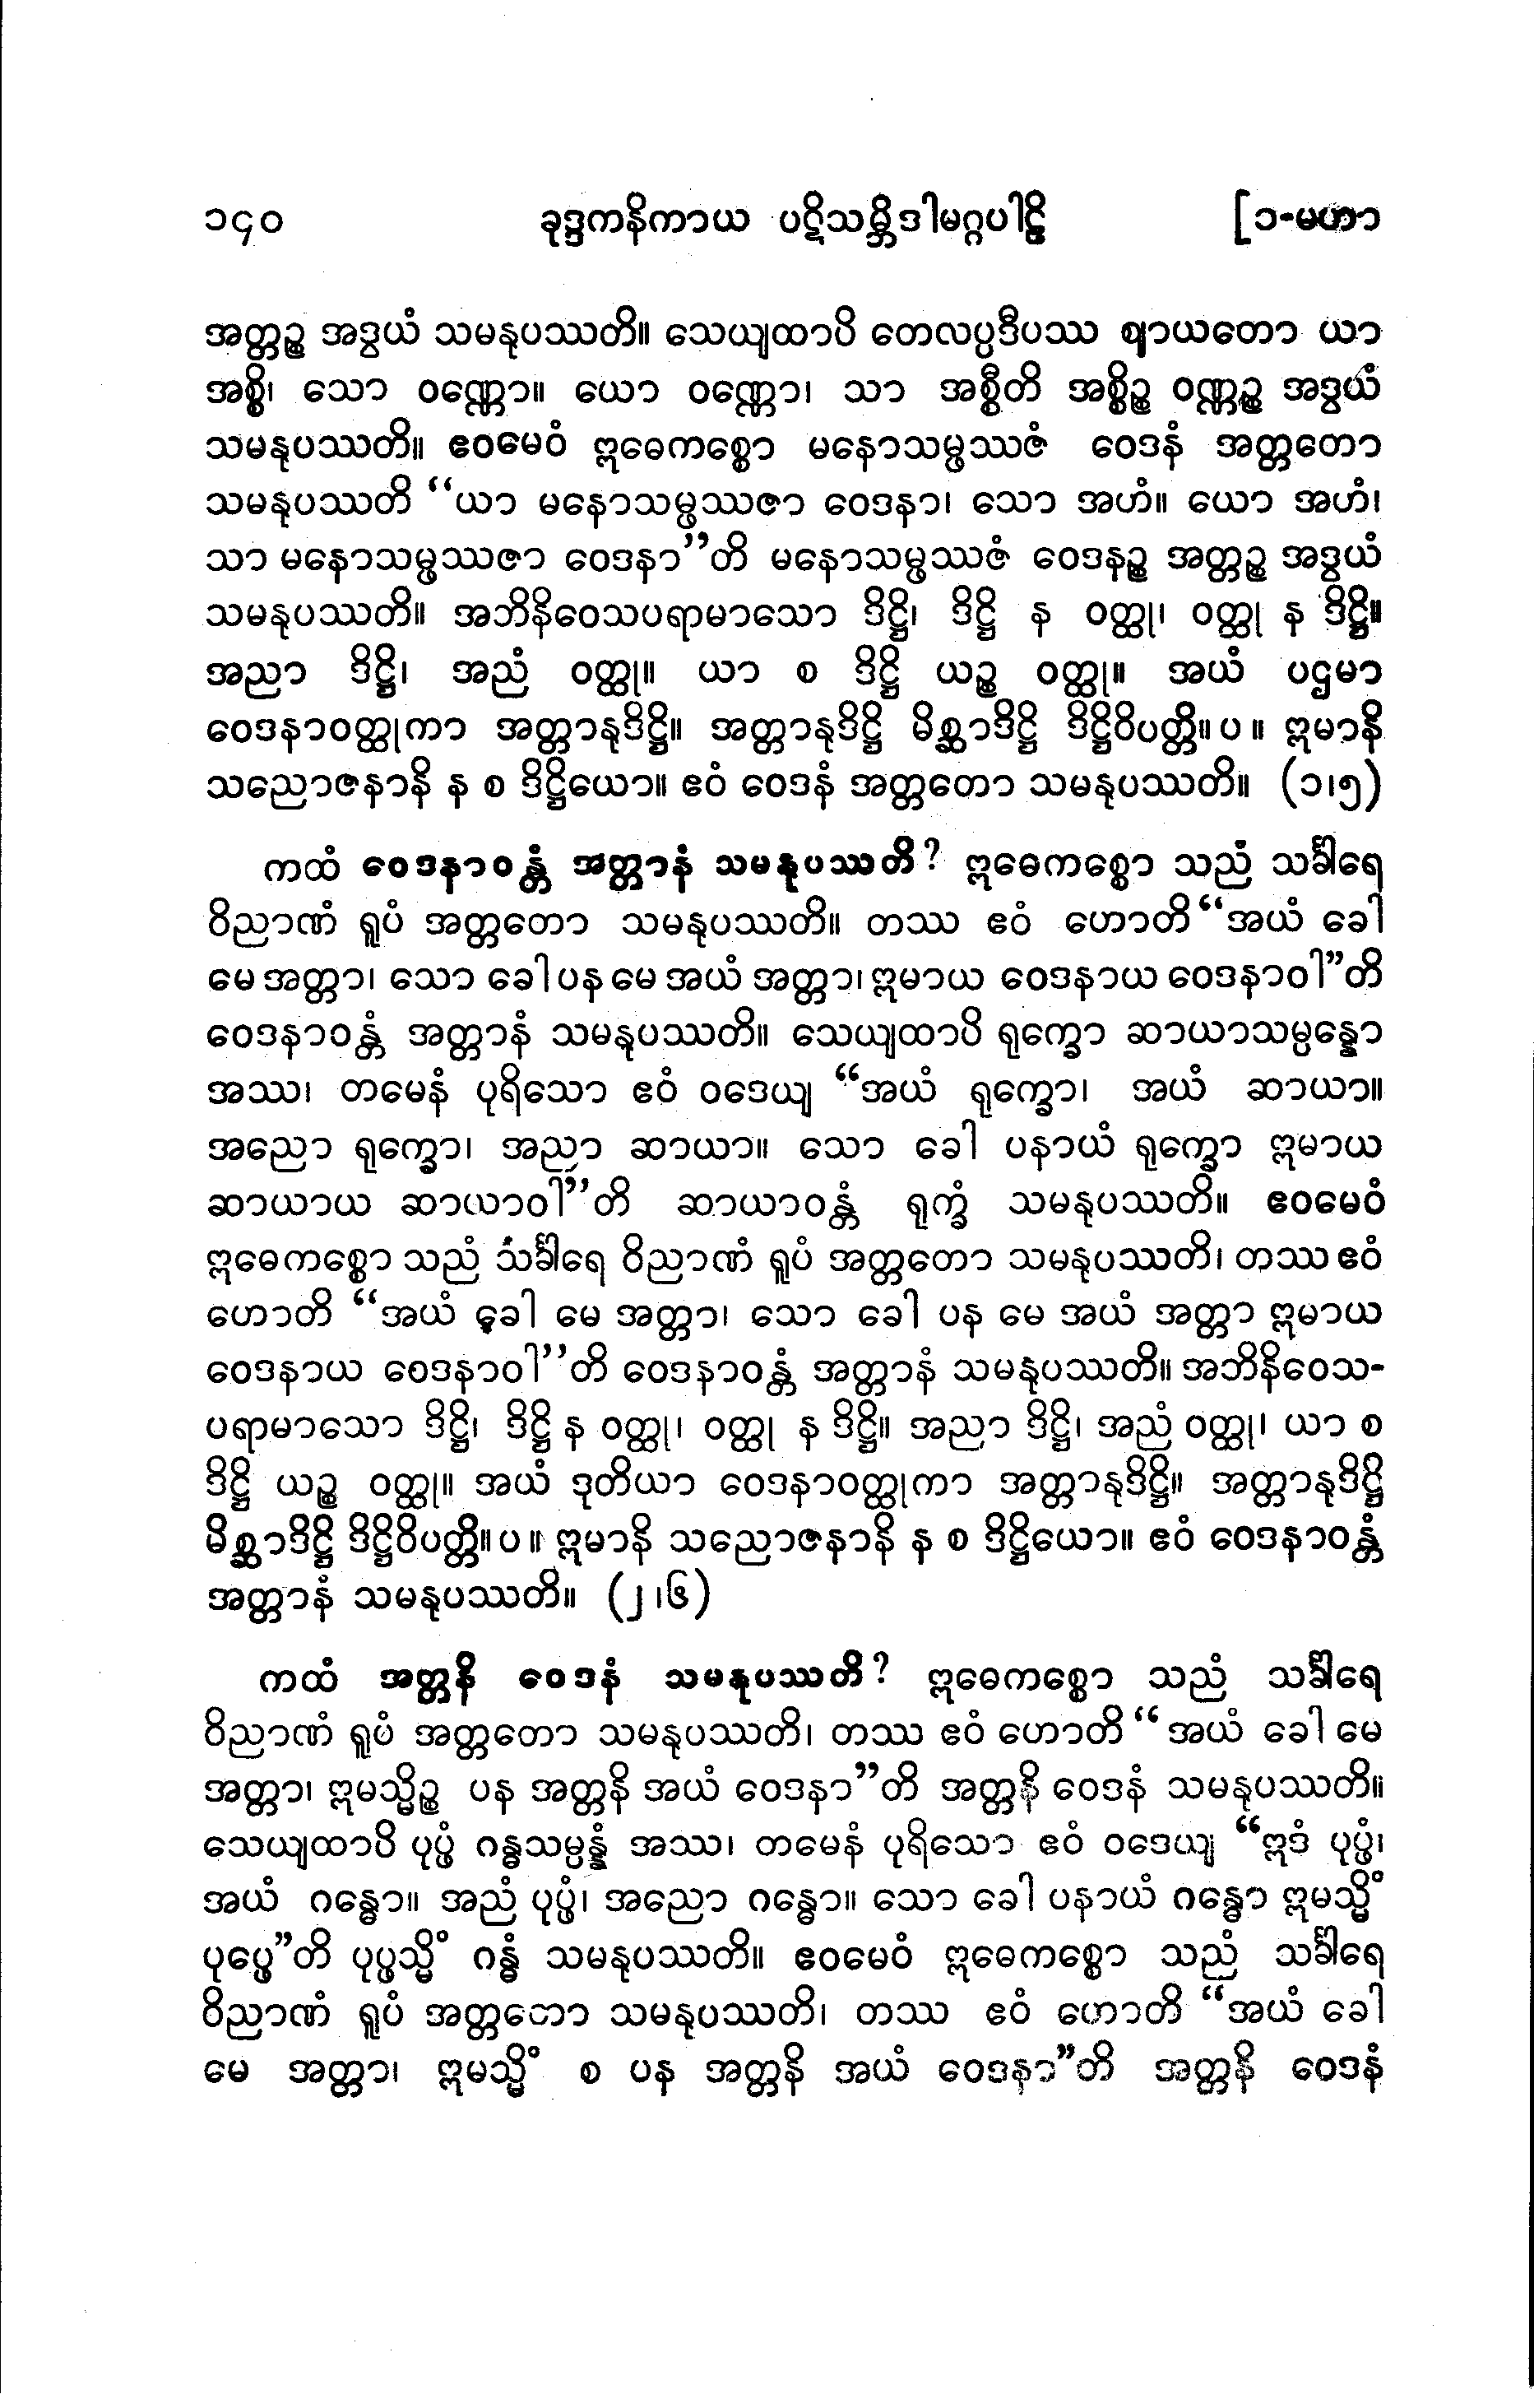 ၁၄၀ ခုဒ္ဒကနိကာယ ပဋိသမ္ဘိဒါမဂ္ဂပါဠိ [၁-မဟာ
အတ္တဉ္စ အဒွယံ သမနုပဿတိ။ သေယျထာပိ တေလပ္ပဒီပဿ ဈာယတော ယာ
အစ္စိ၊ သော ဝဏ္ဏော။ ယော ဝဏ္ဏော၊ သာ အစ္စီတိ အစ္စိဉ္စ ဝဏ္ဏဉ္စ အဒွယံ
သမနုပဿတိ။ ဧဝမေဝံ ဣဓေကစ္စော မနောသမ္ဖဿဇံ ဝေဒနံ အတ္တတော
သမနုပဿတိ “ယာ မနောသမ္ဖဿဇာ ဝေဒနာ၊ သော အဟံ။ ယော အဟံ၊
သာ မနောသမ္ဖဿဇာ ဝေဒနာ”တိ မနောသမ္ဖဿဇံ ဝေဒနဉ္စ အတ္တဉ္စ အဒွယံ
သမနုပဿတိ။ အဘိနိဝေသပရာမာသော ဒိဋ္ဌိ၊ ဒိဋ္ဌိ န ဝတ္ထု၊ ဝတ္ထု န ဒိဋ္ဌိ။
အညာ ဒိဋ္ဌိ၊ အညံ ဝတ္ထု။ ယာ စ ဒိဋ္ဌိ ယဉ္စ ဝတ္ထု။ အယံ ပဌမာ
ဝေဒနာဝတ္ထုကာ အတ္တာနုဒိဋ္ဌိ။ အတ္တာနုဒိဋ္ဌိ မိစ္ဆာဒိဋ္ဌိ ဒိဋ္ဌိဝိပတ္တိ။ပ။ ဣမာနိ
သညောဇနာနိ န စ ဒိဋ္ဌိယော။ ဧဝံ ဝေဒနံ အတ္တတော သမနုပဿတိ။ (၁၊၅)
ကထံ ဝေဒနာဝန္တံ အတ္တာနံ သမနုပဿတိ? ဣဓေကစ္စော သညံ သင်္ခါရေ
ဝိညာဏံ ရူပံ အတ္တတော သမနုပဿတိ။ တဿ ဧဝံ ဟောတိ “အယံ ခေါ
မေ အတ္တာ၊ သော ခေါ ပန မေ အယံ အတ္တာ၊ ဣမာယ ဝေဒနာယ ဝေဒနာဝါ”တိ
ဝေဒနာဝန္တံ အတ္တာနံ သမနုပဿတိ။ သေယျထာပိ ရုက္ခော ဆာယာသမ္ပန္နော
အဿ၊ တမေနံ ပုရိသော ဧဝံ ဝဒေယျ “အယံ ရုက္ခော၊ အယံ ဆာယာ။
အညော ရုက္ခော၊ အညာ ဆာယာ။ သော ခေါ ပနာယံ ရုက္ခော ဣမာယ
ဆာယာယ ဆာယာဝါ”တိ ဆာယာဝန္တံ ရုက္ခံ သမနုပဿတိ။ ဧဝမေဝံ
ဣဓေကစ္စော သညံ သင်္ခါရေ ဝိညာဏံ ရူပံ အတ္တတော သမနုပဿတိ၊ တဿ ဧဝံ
ဟောတိ “အယံ ခေါ မေ အတ္တာ၊ သော ခေါ ပန မေ အယံ အတ္တာ ဣမာယ
ဝေဒနာယ ဝေဒနာဝါ”တိ ဝေဒနာဝန္တံ အတ္တာနံ သမနုပဿတိ။ အဘိနိဝေသ-
ပရာမာသော ဒိဋ္ဌိ၊ ဒိဋ္ဌိ န ဝတ္ထု၊ ဝတ္ထု န ဒိဋ္ဌိ။ အညာ ဒိဋ္ဌိ၊ အညံ ဝတ္ထု၊ ယာ စ
ဒိဋ္ဌိ ယဉ္စ ဝတ္ထု။ အယံ ဒုတိယာ ဝေဒနာဝတ္ထုကာ အတ္တာနုဒိဋ္ဌိ။ အတ္တာနုဒိဋ္ဌိ
မိစ္ဆာဒိဋ္ဌိ ဒိဋ္ဌိဝိပတ္တိ။ပ။ ဣမာနိ သညောဇနာနိ န စ ဒိဋ္ဌိယော။ ဧဝံ ဝေဒနာဝန္တံ
အတ္တာနံ သမနုပဿတိ။ (၂၊၆)
ကထံ အတ္တနိ ဝေဒနံ သမနုပဿတိ? ဣဓေကစ္စော သညံ သင်္ခါရေ
ဝိညာဏံ ရူပံ အတ္တတော သမနုပဿတိ၊ တဿ ဧဝံ ဟောတိ “အယံ ခေါ မေ
အတ္တာ၊ ဣမသ္မိဉ္စ ပန အတ္တနိ အယံ ဝေဒနာ”တိ အတ္တနိ ဝေဒနံ သမနုပဿတိ။
သေယျထာပိ ပုပ္ဖံ ဂန္ဓသမ္ပန္နံ အဿ၊ တမေနံ ပုရိသော ဧဝံ ဝဒေယျ “ဣဒံ ပုပ္ဖံ၊
အယံ ဂန္ဓော။ အညံ ပုပ္ဖံ၊ အညော ဂန္ဓော။ သော ခေါ ပနာယံ ဂန္ဓော ဣမသ္မိံ
ပုပ္ဖေ”တိ ပုပ္ဖသ္မိံ ဂန္ဓံ သမနုပဿတိ။ ဧဝမေဝံ ဣဓေကစ္စော သညံ သင်္ခါရေ
ဝိညာဏံ ရူပံ အတ္တတော သမနုပဿတိ၊ တဿ ဧဝံ ဟောတိ “အယံ ခေါ
မေ အတ္တာ၊ ဣမသ္မိံ စ ပန အတ္တနိ အယံ ဝေဒနာ”တိ အတ္တနိ ဝေဒနံ